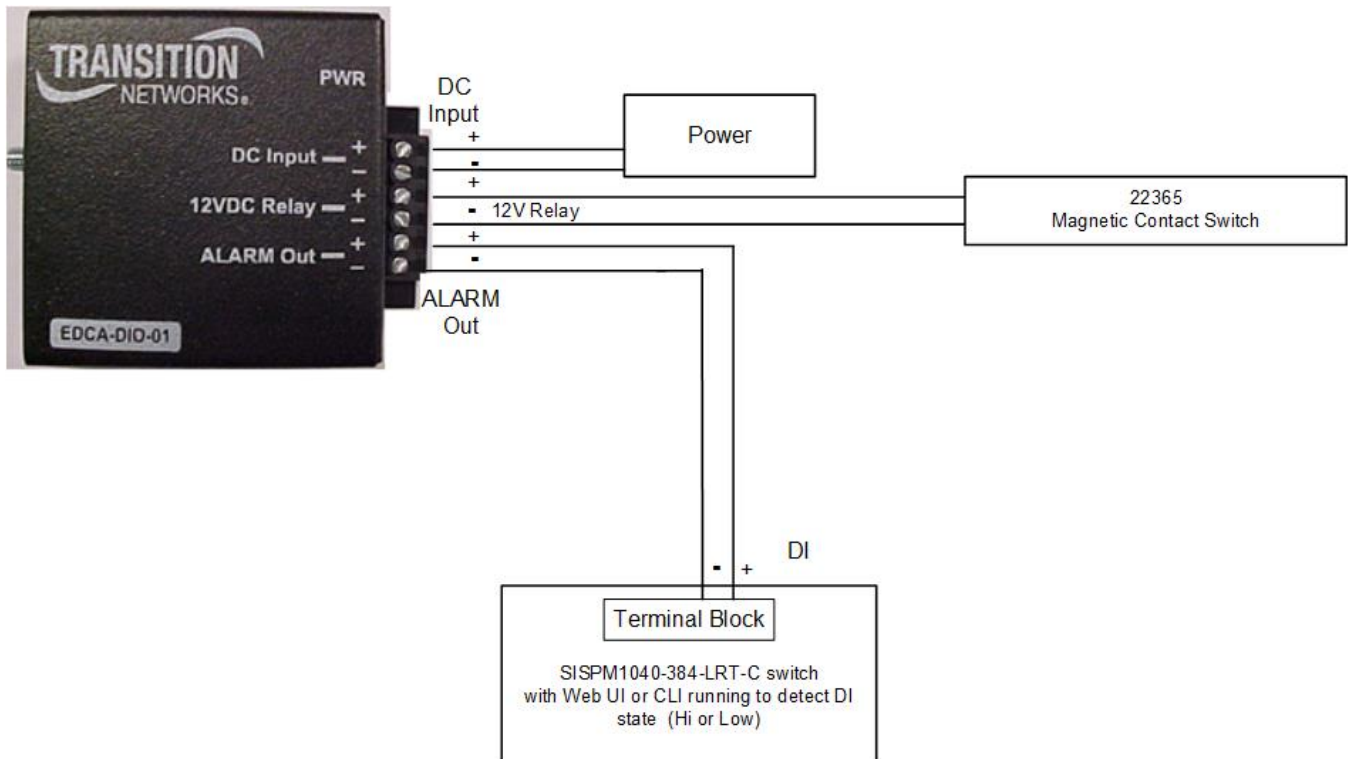 TRANSITION
NETWORKS®
PWR
DC Input +
−
12VDC Relay +
−
ALARM Out +
−
EDCA-DIO-01
DC
Input
+
-
+
- 12V Relay
+
-
ALARM
Out
Power
22365
Magnetic Contact Switch
DI
- +
Terminal Block
SISPM1040-384-LRT-C switch
with Web UI or CLI running to detect DI
state (Hi or Low)